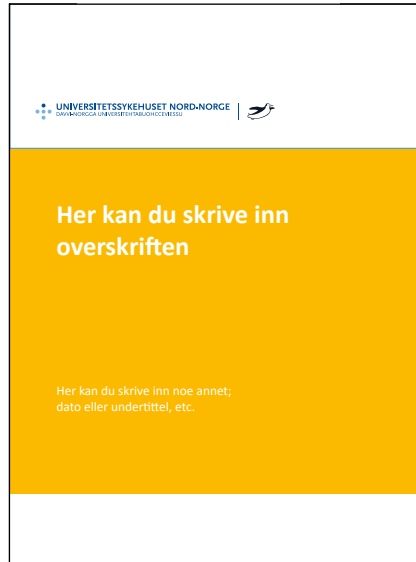 UNIVERSITETSSYKEHUSET NORD-NORGE
DAVVI-NORGGA UNIVERSITEHTABUOHCCEVIESSU
Her kan du skrive inn
overskriften
Her kan du skrive inn noe annet;
dato eller undertittel, etc.